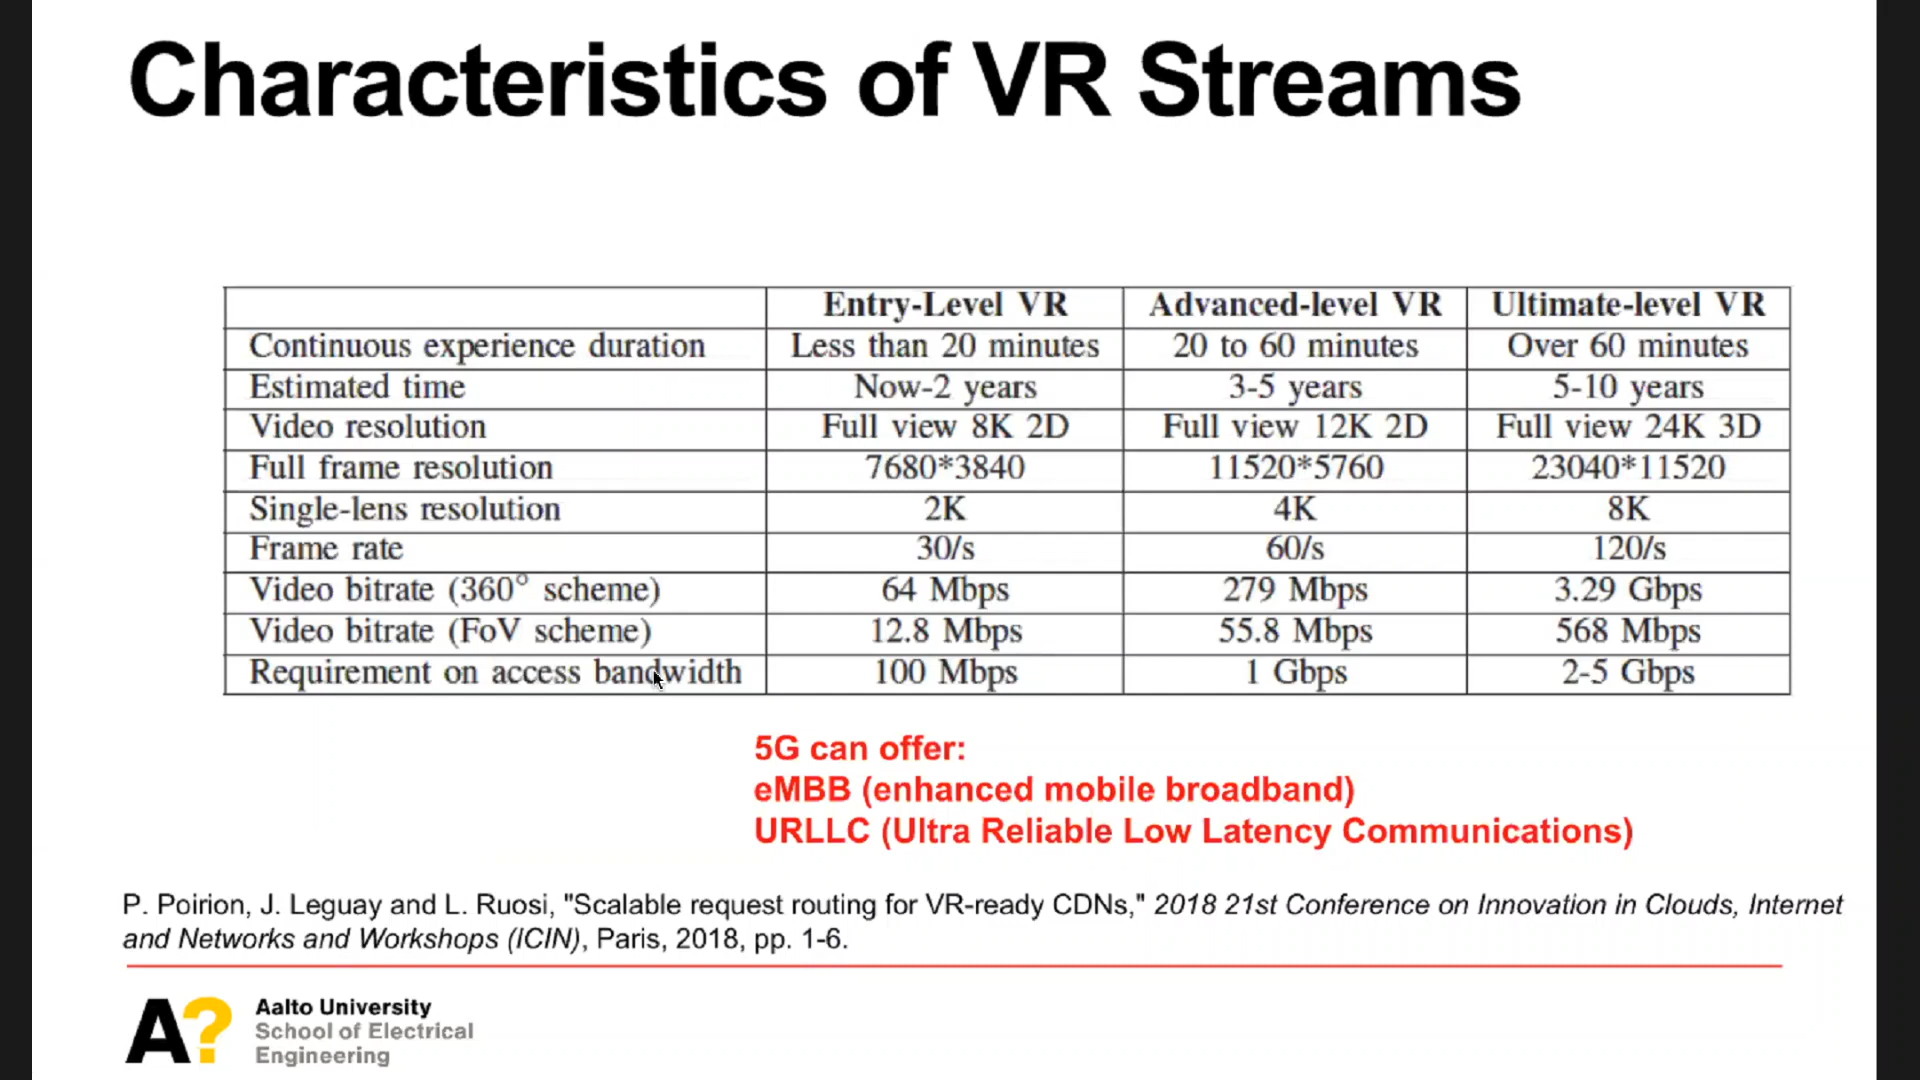 Characteristics of VR Streams
Entry-Level VR Advanced-level VR Ultimate-level VR
Continuous experience duration Less than 20 minutes 20 to 60 minutes Over 60 minutes
Estimated time Now-2 years 3-5 years 5-10 years
Video resolution Full view 8K 2D Full view 12K 2D Full view 24K 3D
Full frame resolution 7680*3840 11520*5760 23040*11520
Single-lens resolution 2K 4K 8K
Frame rate 30/s 60/s 120/s
Video bitrate (360° scheme) 64 Mbps 279 Mbps 3.29 Gbps
Video bitrate (FoV scheme) 12.8 Mbps 55.8 Mbps 568 Mbps
Requirement on access bandwidth 100 Mbps 1 Gbps 2-5 Gbps
5G can offer:
eMBB (enhanced mobile broadband)
URLLC (Ultra Reliable Low Latency Communications)
P. Poirion, J. Leguay and L. Ruosi, "Scalable request routing for VR-ready CDNs," 2018 21st Conference on Innovation in Clouds, Internet
and Networks and Workshops (ICIN), Paris, 2018, pp. 1-6.
A?
Aalto University
School of Electrical
Engineering